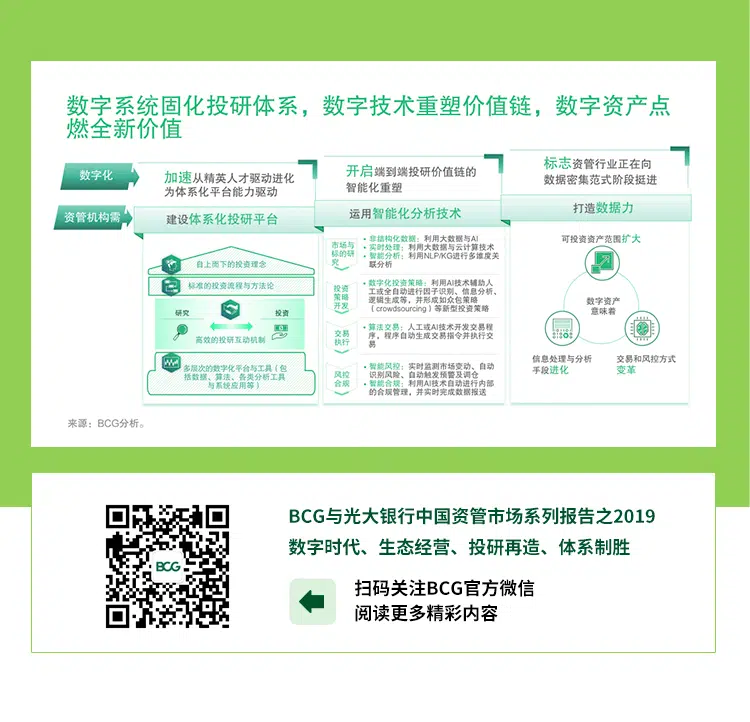 数字系统固化投研体系，数字技术重塑价值链，数字资产点
燃全新价值
数字化
加速从精英人才驱动进化
为体系化平台能力驱动
开启端到端投研价值链的
智能化重塑
标志资管行业正在向
数据密集范式阶段挺进
资管机构需
建设体系化投研平台
运用智能化分析技术
打造数据力
自上而下的投资理念
标准的投资流程与方法论
研究
投资
高效的投研互动机制
多层次的数字化平台与工具（包
括数据、算法、各类分析工具
与系统应用等）
市场与
标的研
究
• 非结构化数据：利用大数据与AI
• 实时处理：利用大数据与云计算技术
• 智能分析：利用NLP/KG进行多维度关
联分析
投资
策略
开发
• 数字化投资策略：利用AI技术辅助人
工或全自动进行因子识别、信息分析、
逻辑生成等，并形成如众包策略
（crowdsourcing）等新型投资策略
交易
执行
• 算法交易：人工或AI技术开发交易程
序，程序自动生成交易指令并执行交
易
风控
合规
• 智能风控：实时监测市场变动、自动
识别风险、自动触发预警及调仓
• 智能合规：利用AI技术自动进行内部
的合规管理，并实时完成数据报送
可投资资产范围扩大
数字资产
意味着
信息处理与分析
手段进化
交易和风控方式
变革
来源：BCG分析。
BCG
BCG与光大银行中国资管市场系列报告之2019
数字时代、生态经营、投研再造、体系制胜
扫码关注BCG官方微信
阅读更多精彩内容